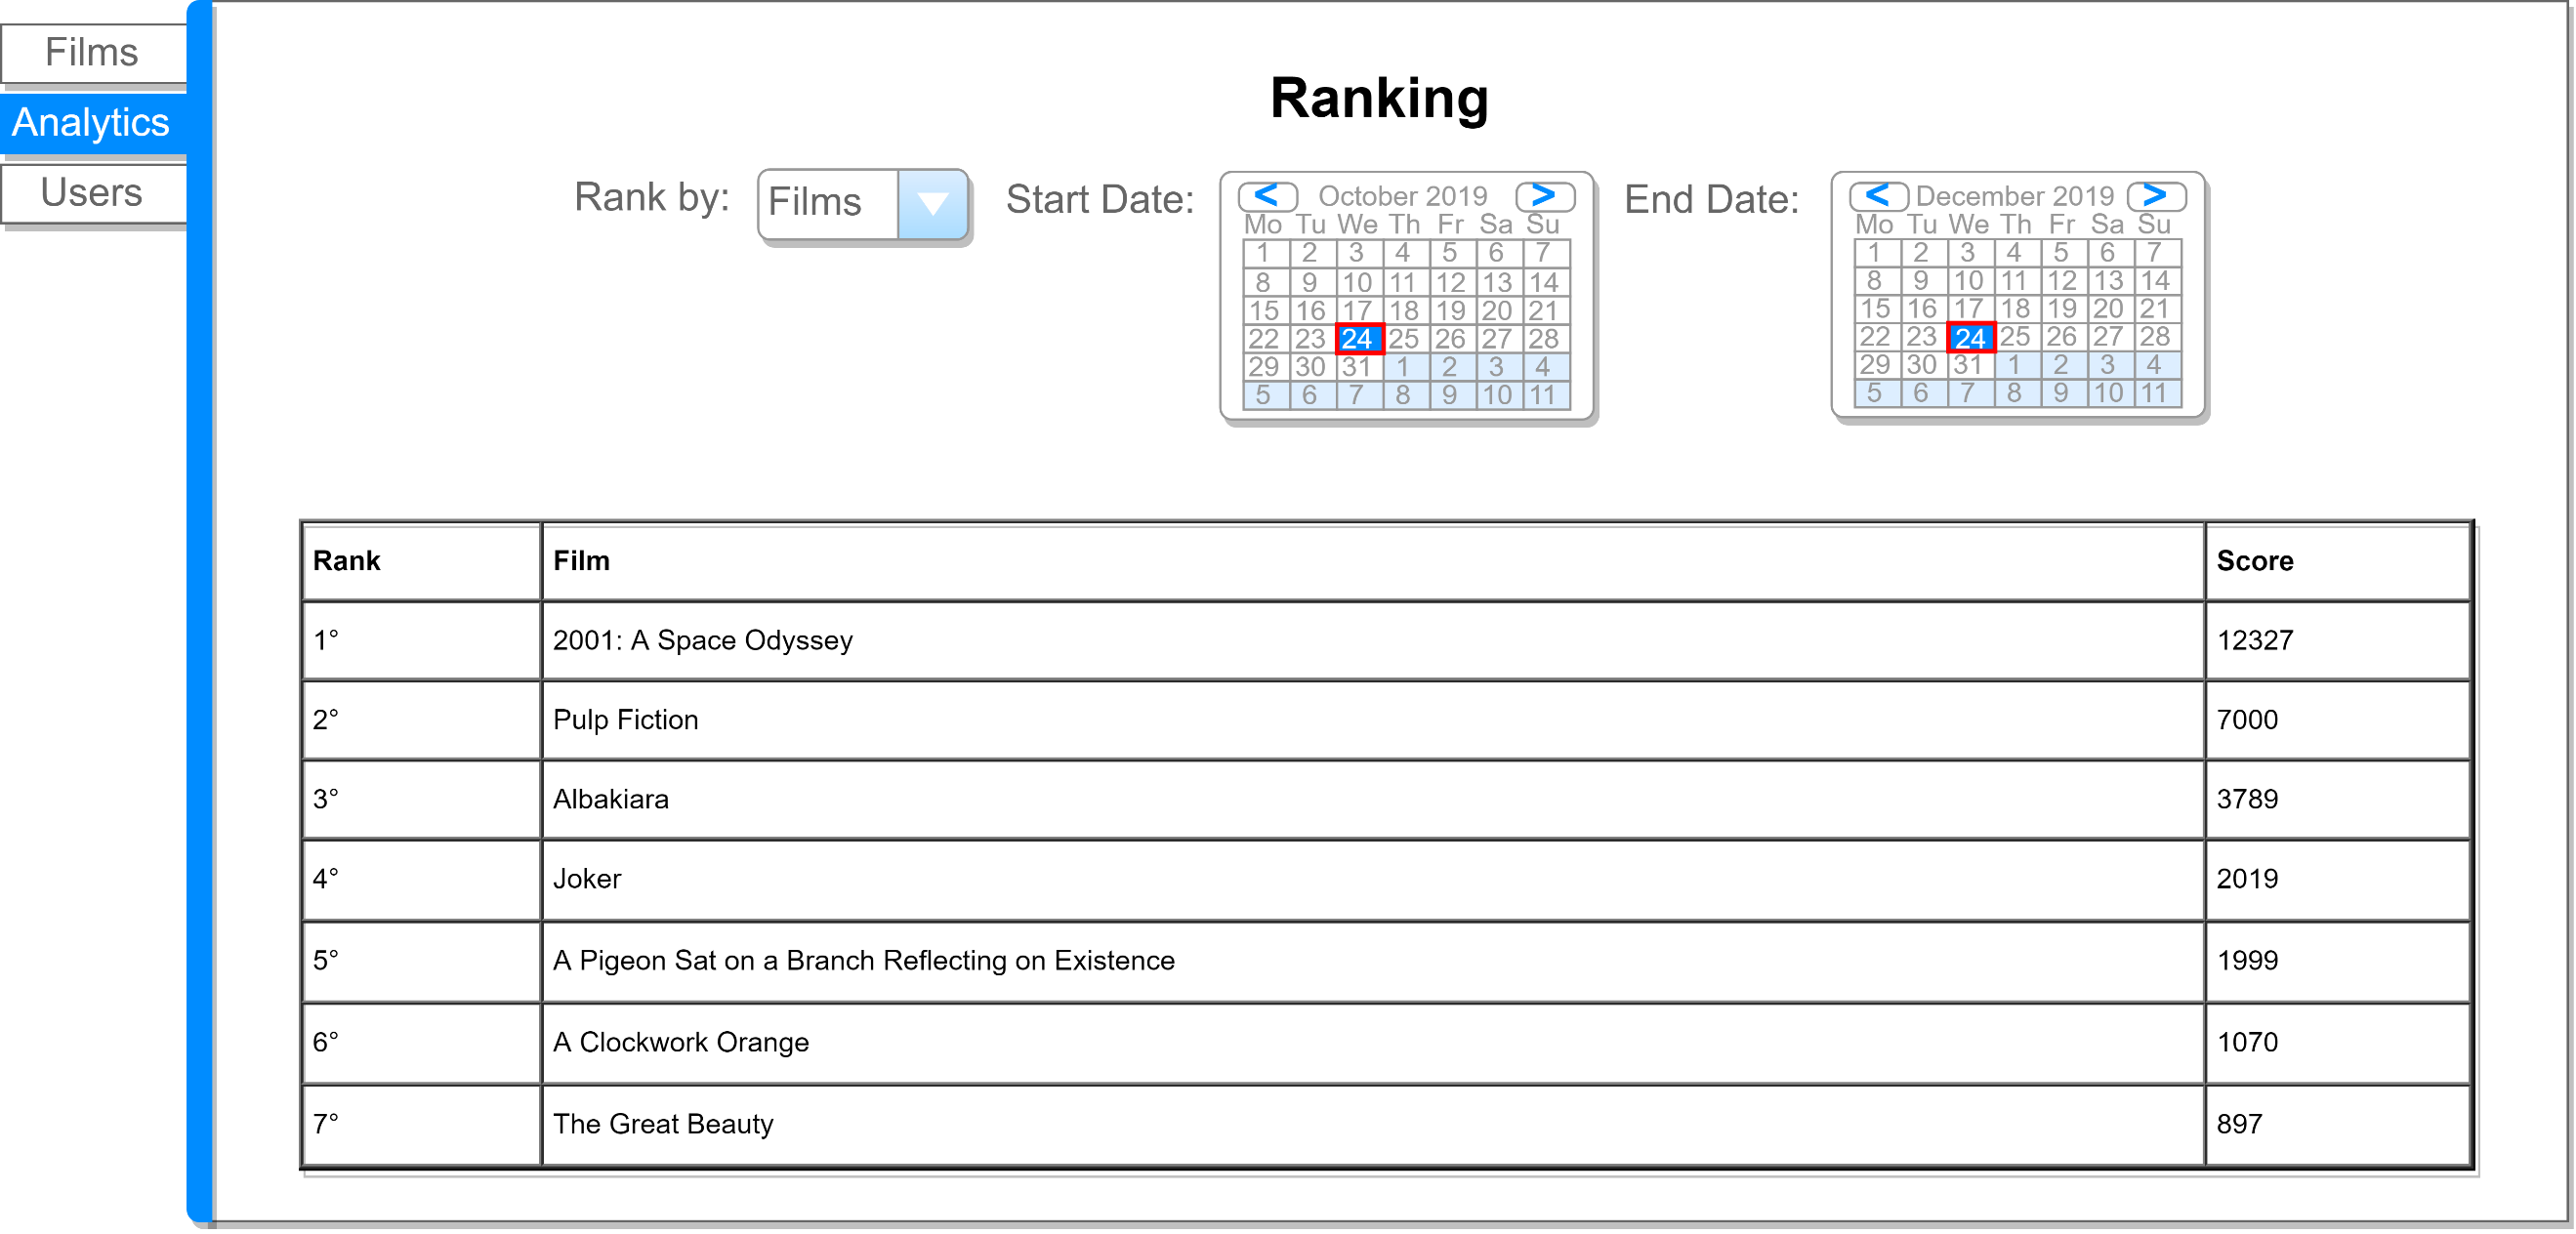 Films
Analytics
Users
Ranking
Rank by: Films Start Date: End Date:
< October 2019 >
Mo Tu We Th Fr Sa Su
1 2 3 4 5 6 7
8 9 10 11 12 13 14
15 16 17 18 19 20 21
22 23 24 25 26 27 28
29 30 31 1 2 3 4
5 6 7 8 9 10 11
< December 2019 >
Mo Tu We Th Fr Sa Su
1 2 3 4 5 6 7
8 9 10 11 12 13 14
15 16 17 18 19 20 21
22 23 24 25 26 27 28
29 30 31 1 2 3 4
5 6 7 8 9 10 11
Rank Film Score
1° 2001: A Space Odyssey 12327
2° Pulp Fiction 7000
3° Albakiara 3789
4° Joker 2019
5° A Pigeon Sat on a Branch Reflecting on Existence 1999
6° A Clockwork Orange 1070
7° The Great Beauty 897